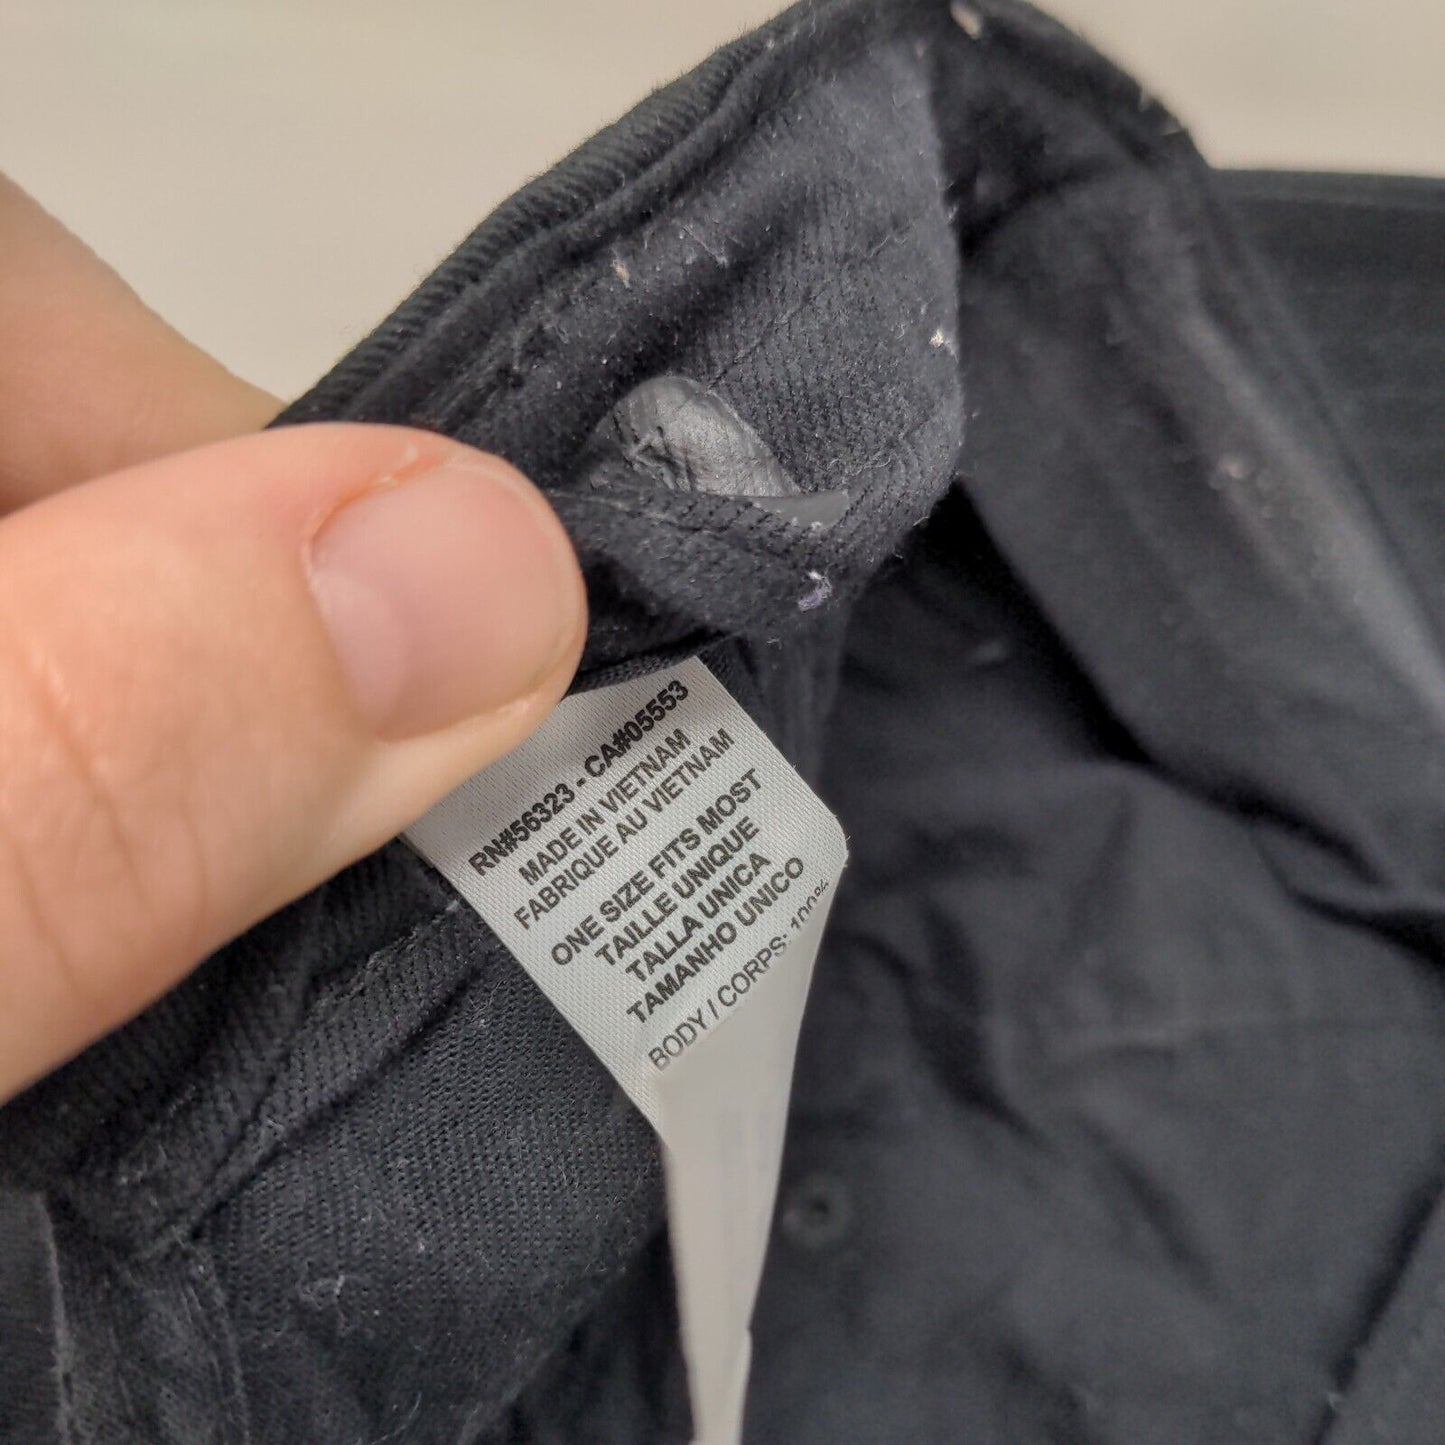 RN#56323 - CA#05553
MADE IN VIETNAM
FABRIQUE AU VIETNAM
ONE SIZE FITS MOST
TAILLE UNIQUE
TALLA UNICA
TAMANHO UNICO
BODY / CORPS: 100%